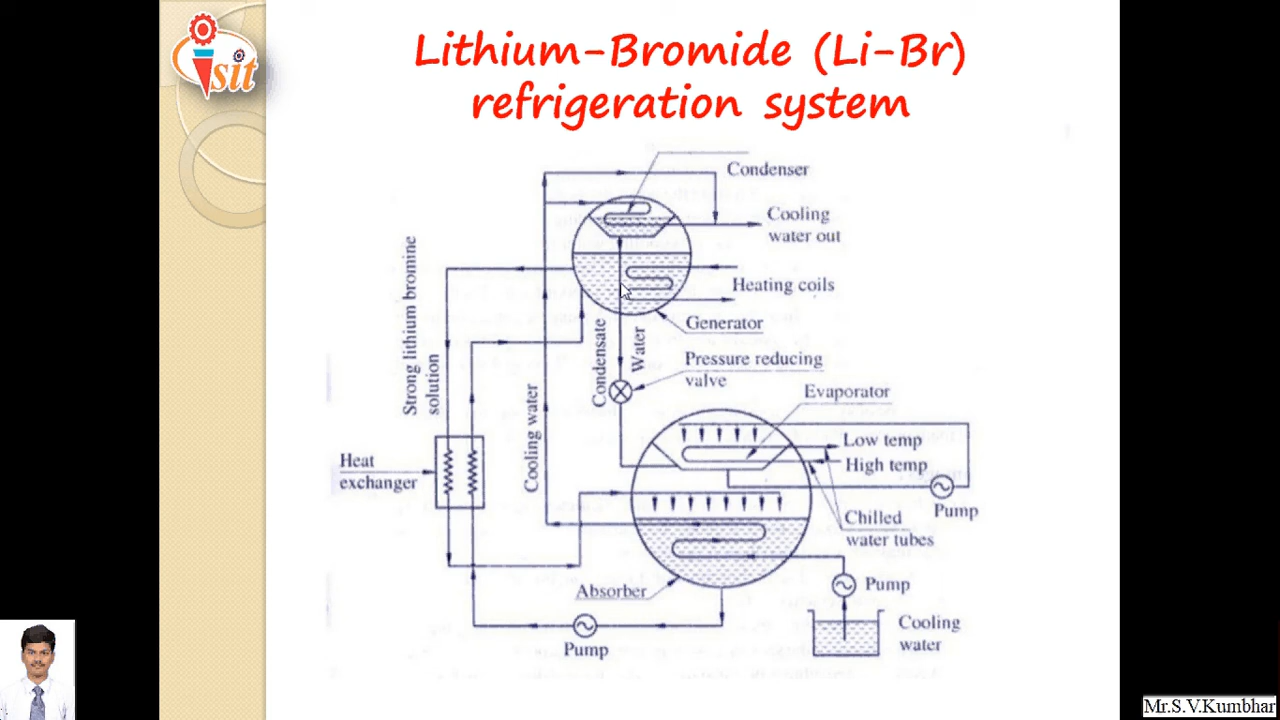 Lithium-Bromide (Li-Br)
refrigeration system
sit
Condenser
Cooling
water out
Heating coils
Generator
Strong lithium bromine
solution
Condensate
Water
Pressure reducing
valve
Evaporator
Cooling water
Low temp
High temp
Heat
exchanger
Pump
Chilled
water tubes
Absorber
Pump
Cooling
water
Pump
Mr.S.V.Kumbhar